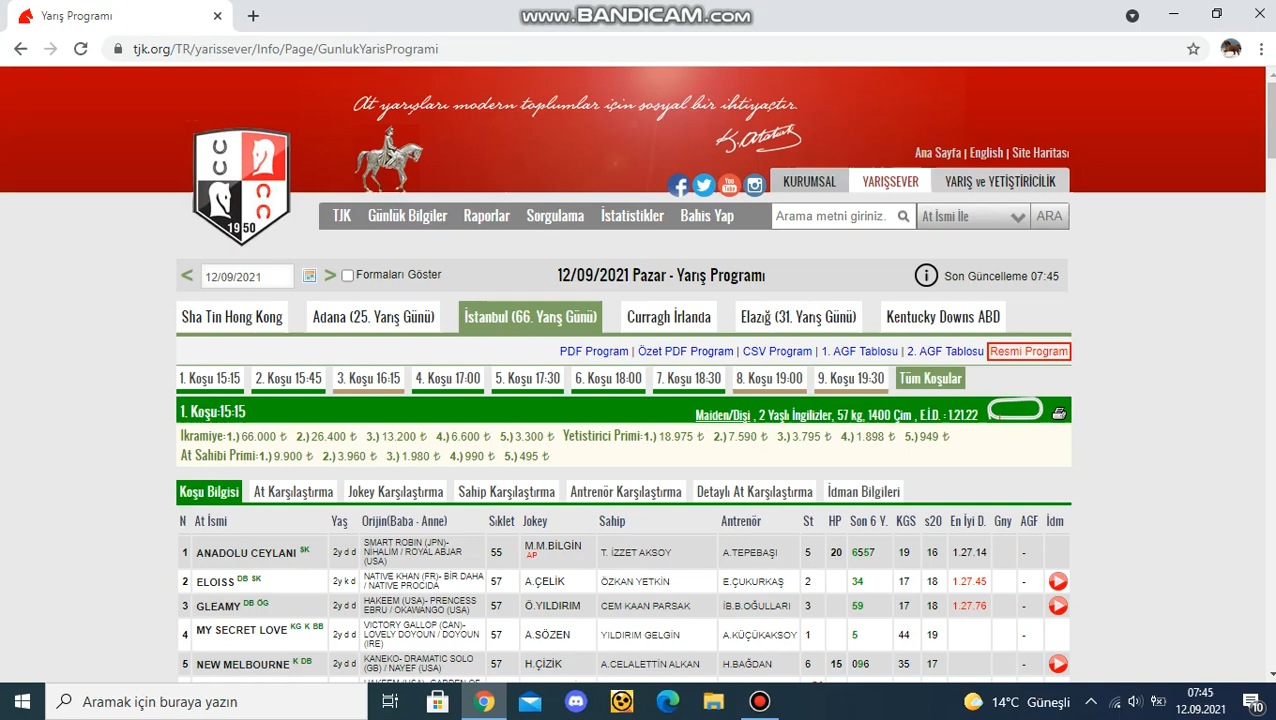 Yarış Programı
www.BANDICAM.com
tjk.org/TR/yarissever/Info/Page/GunlukYarisProgrami
At yarışları modern toplumlar için sosyal bir ihtiyaçtır.
K. Atatürk
Ana Sayfa | English | Site Haritası
KURUMSAL YARIŞSEVER YARIŞ ve YETİŞTİRİCİLİK
1950
TJK Günlük Bilgiler Raporlar Sorgulama İstatistikler Bahis Yap Arama metni giriniz. At İsmi İle ARA
< 12/09/2021 > Formaları Göster 12/09/2021 Pazar - Yarış Programı Son Güncelleme 07:45
Sha Tin Hong Kong Adana (25. Yarış Günü) İstanbul (66. Yarış Günü) Curragh İrlanda Elazığ (31. Yarış Günü) Kentucky Downs ABD
PDF Program | Özet PDF Program | CSV Program | 1. AGF Tablosu | 2. AGF Tablosu | Resmi Program
1. Koşu 15:15 2. Koşu 15:45 3. Koşu 16:15 4. Koşu 17:00 5. Koşu 17:30 6. Koşu 18:00 7. Koşu 18:30 8. Koşu 19:00 9. Koşu 19:30 Tüm Koşular
1. Koşu:15:15 Maiden/Dişi , 2 Yaşlı İngilizler, 57 kg, 1400 Çim , E.İ.D. : 1.21.22
Ikramiye:1.) 66.000 ₺ 2.) 26.400 ₺ 3.) 13.200 ₺ 4.) 6.600 ₺ 5.) 3.300 ₺ Yetistirici Primi:1.) 18.975 ₺ 2.) 7.590 ₺ 3.) 3.795 ₺ 4.) 1.898 ₺ 5.) 949 ₺
At Sahibi Primi:1.) 9.900 ₺ 2.) 3.960 ₺ 3.) 1.980 ₺ 4.) 990 ₺ 5.) 495 ₺
Koşu Bilgisi At Karşılaştırma Jokey Karşılaştırma Sahip Karşılaştırma Antrenör Karşılaştırma Detaylı At Karşılaştırma İdman Bilgileri
N At İsmi Yaş Orijin(Baba - Anne) Sıklet Jokey Sahip Antrenör St HP Son 6 Y. KGS s20 En İyi D. Gny AGF İdm
1 ANADOLU CEYLANI SK 2y d d SMART ROBIN (JPN)- NİHALIM / ROYAL ABJAR (USA) 55 M.M.BİLGİN AP T. İZZET AKSOY A.TEPEBAŞI 5 20 6557 19 16 1.27.14 -
2 ELOISS DB SK 2y k d NATIVE KHAN (FR)- BİR DAHA / NATIVE PROCIDA 57 A.ÇELİK ÖZKAN YETKİN E.ÇUKURKAŞ 2 34 17 18 1.27.45 -
3 GLEAMY DB ÖG 2y d d HAKEEM (USA)- PRENCESS EBRU / OKAWANGO (USA) 57 Ö.YILDIRIM CEM KAAN PARSAK İB.B.OĞULLARI 3 59 17 18 1.27.76 -
4 MY SECRET LOVE KG K BB 2y d d VICTORY GALLOP (CAN)- LOVELY DOYOUN / DOYOUN (IRE) 57 A.SÖZEN YILDIRIM GELGİN A.KÜÇÜKAKSOY 1 5 44 19 -
5 NEW MELBOURNE K DB 2y d d KANEKO- DRAMATIC SOLO (GB) / NAYEF (USA) 57 H.ÇİZİK A.CELALETTİN ALKAN H.BAĞDAN 6 15 096 35 17 -
Aramak için buraya yazın 14°C Güneşli 07:45
12.09.2021 10